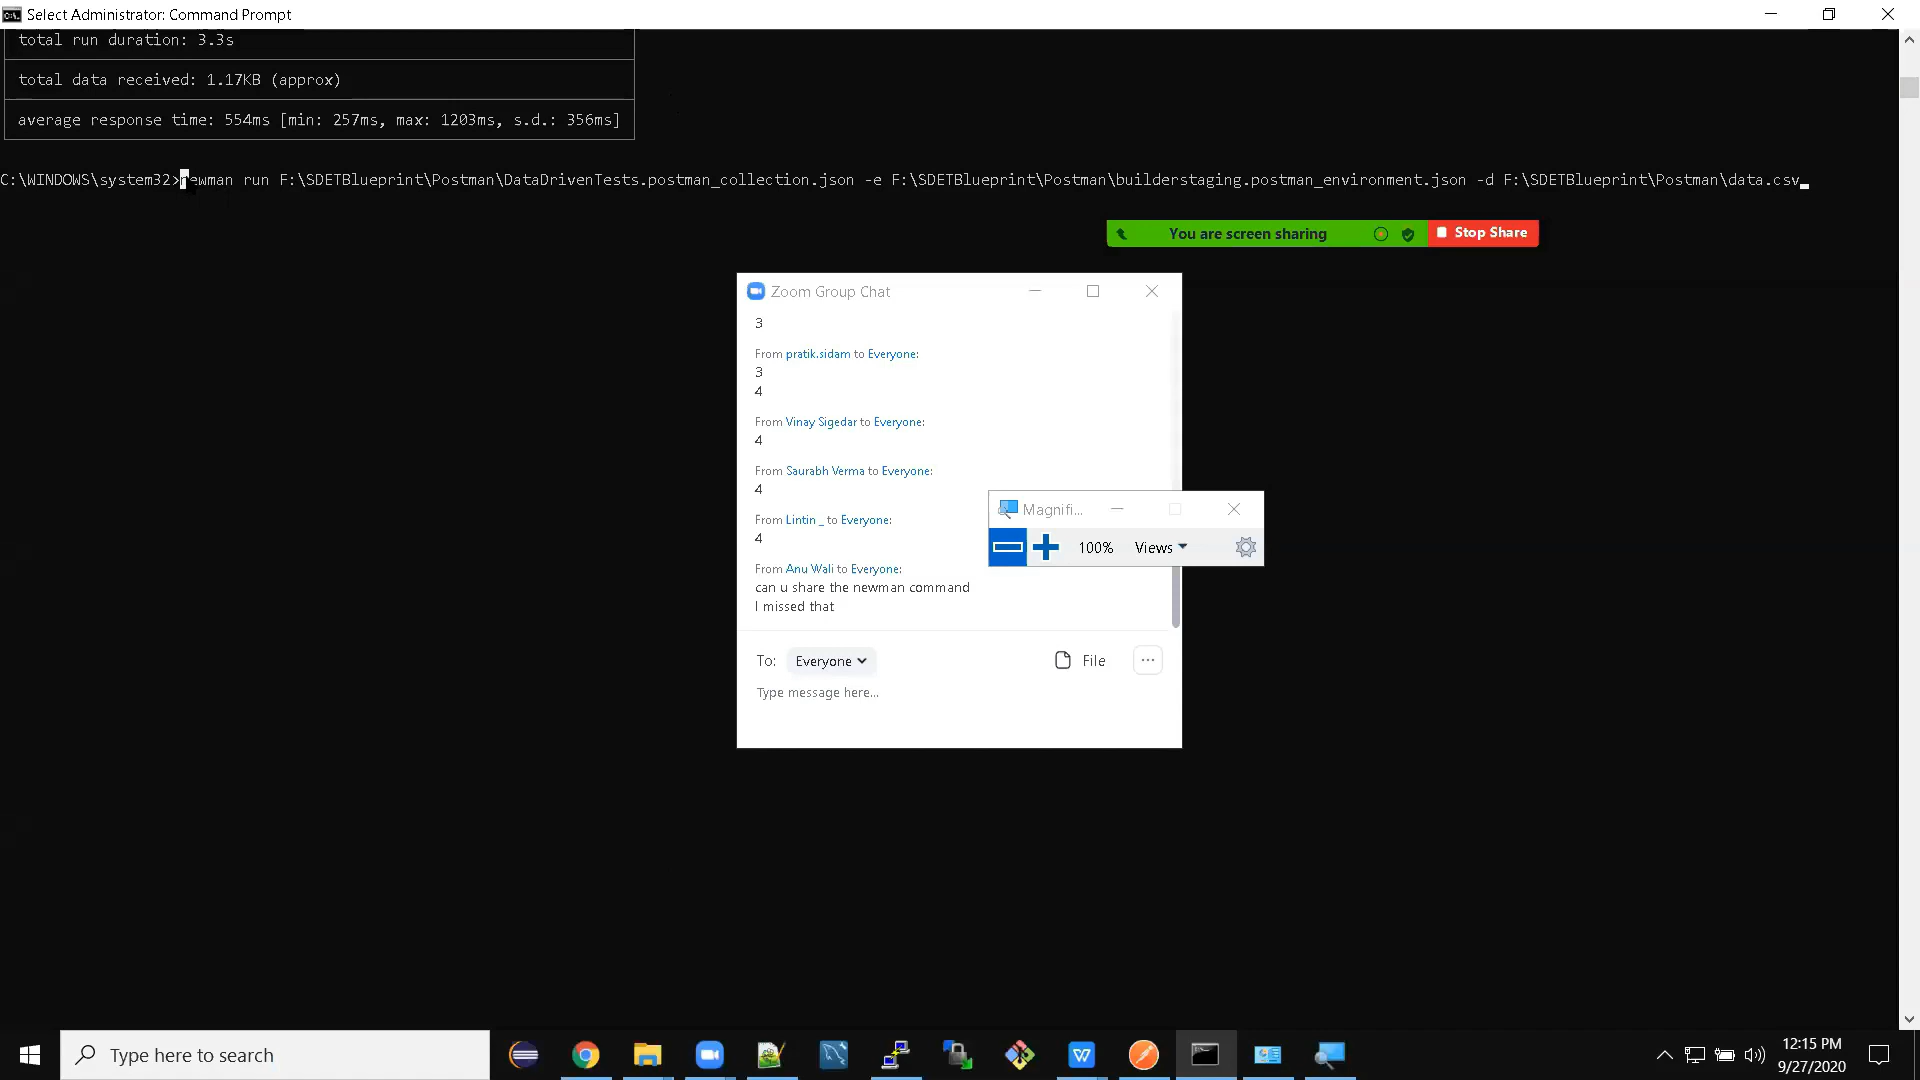 Select Administrator: Command Prompt
total run duration: 3.3s
total data received: 1.17KB (approx)
average response time: 554ms [min: 257ms, max: 1203ms, s.d.: 356ms]
C:\WINDOWS\system32>newman run F:\SDETBlueprint\Postman\DataDrivenTests.postman_collection.json -e F:\SDETBlueprint\Postman\builderstaging.postman_environment.json -d F:\SDETBlueprint\Postman\data.csv
You are screen sharing
Stop Share
Zoom Group Chat
3
From pratik.sidam to Everyone:
3
4
From Vinay Sigedar to Everyone:
4
From Saurabh Verma to Everyone:
4
From Lintin _ to Everyone:
4
From Anu Wali to Everyone:
can u share the newman command
I missed that
Magnifi...
100%
Views
To: Everyone
File
Type message here...
Type here to search
12:15 PM
9/27/2020